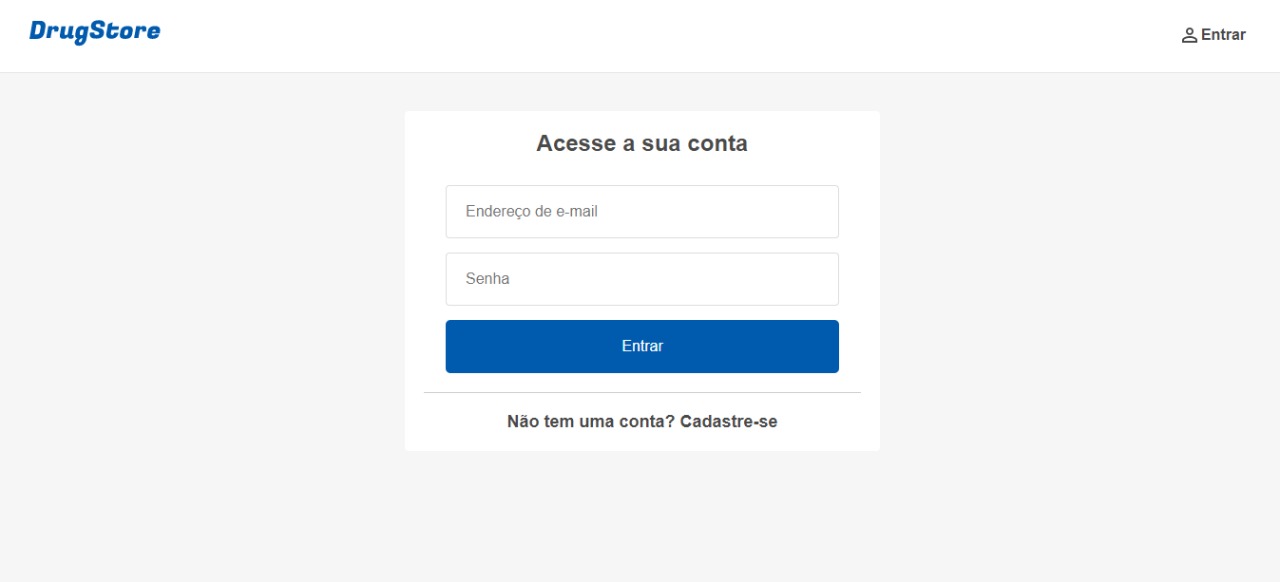 DrugStore
Entrar
Acesse a sua conta
Endereço de e-mail
Senha
Entrar
Não tem uma conta? Cadastre-se